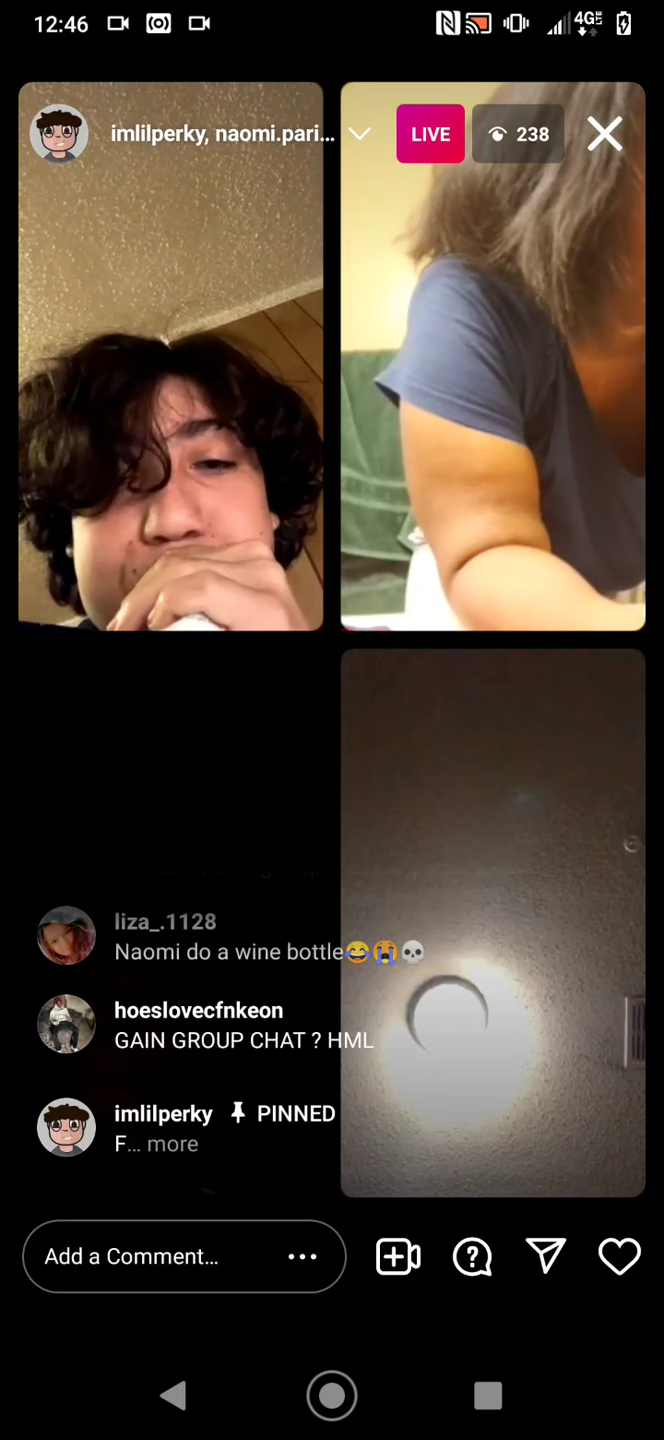 12:46
4G LTE
imlilperky, naomi.pari...
LIVE
238
liza_.1128
Naomi do a wine bottle😂😭💀
hoeslovecfnkeon
GAIN GROUP CHAT ? HML
imlilperky PINNED
F... more
Add a Comment...